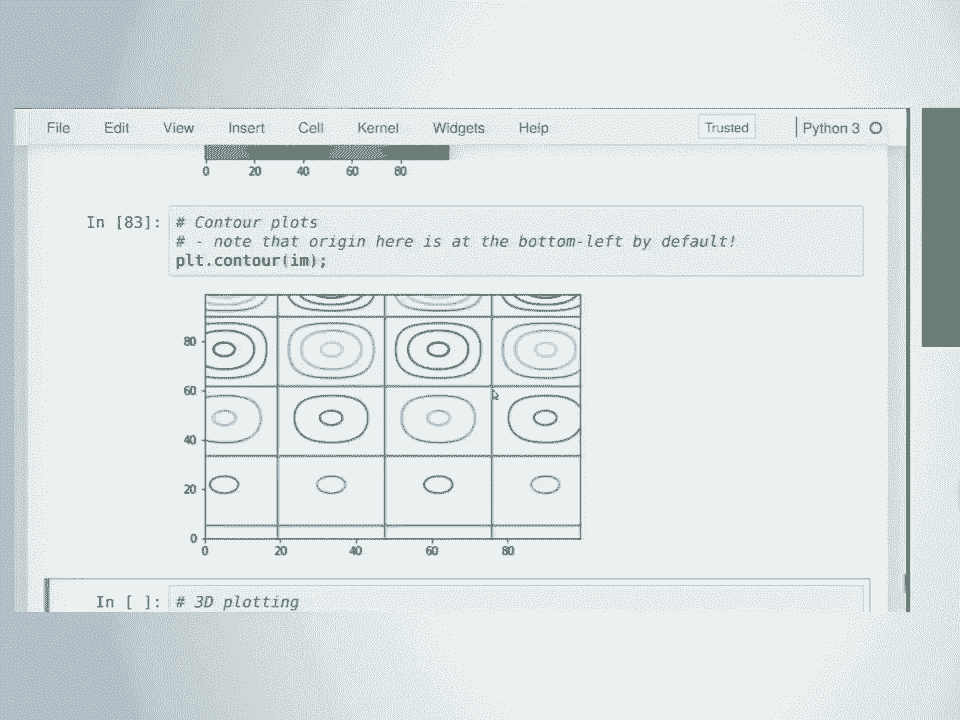 File Edit View Insert Cell Kernel Widgets Help Trusted Python 3
0 20 40 60 80
In [83]: # Contour plots
# - note that origin here is at the bottom-left by default!
plt.contour(im);
80
60
40
20
0
0 20 40 60 80
In [ ]: # 3D plotting